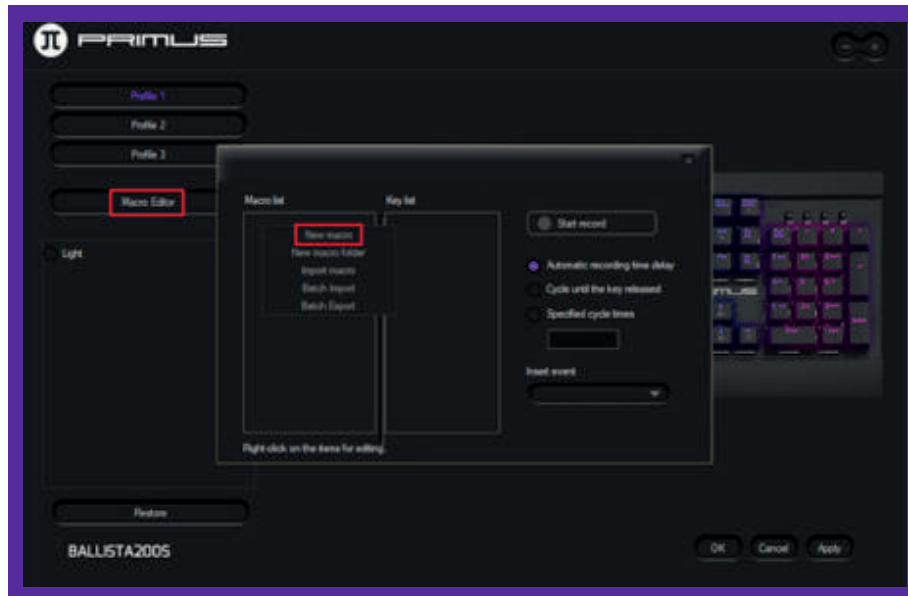 PRIMUS
Profile 1
Profile 2
Profile 3
Macro Editor
Light
Macro list
Key list
New macro
New macro folder
Import macro
Batch Import
Batch Export
Start record
Automatic recording time delay
Cycle until the key released
Specified cycle times
Insert event
Right-click on the items for editing.
Restore
BALLISTA200S
OK
Cancel
Apply